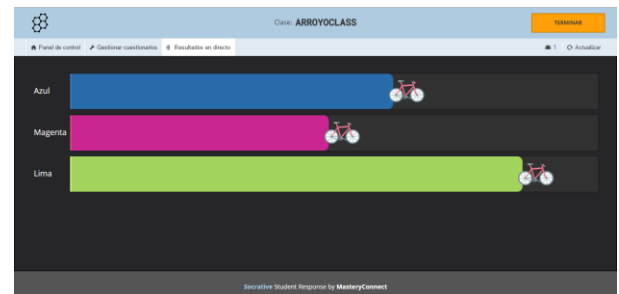 Clase: ARROYOCLASS
TERMINAR
Panel de control
Gestionar cuestionarios
Resultados en directo
1
Actualizar
Azul
Magenta
Lima
Socrative Student Response by MasteryConnect